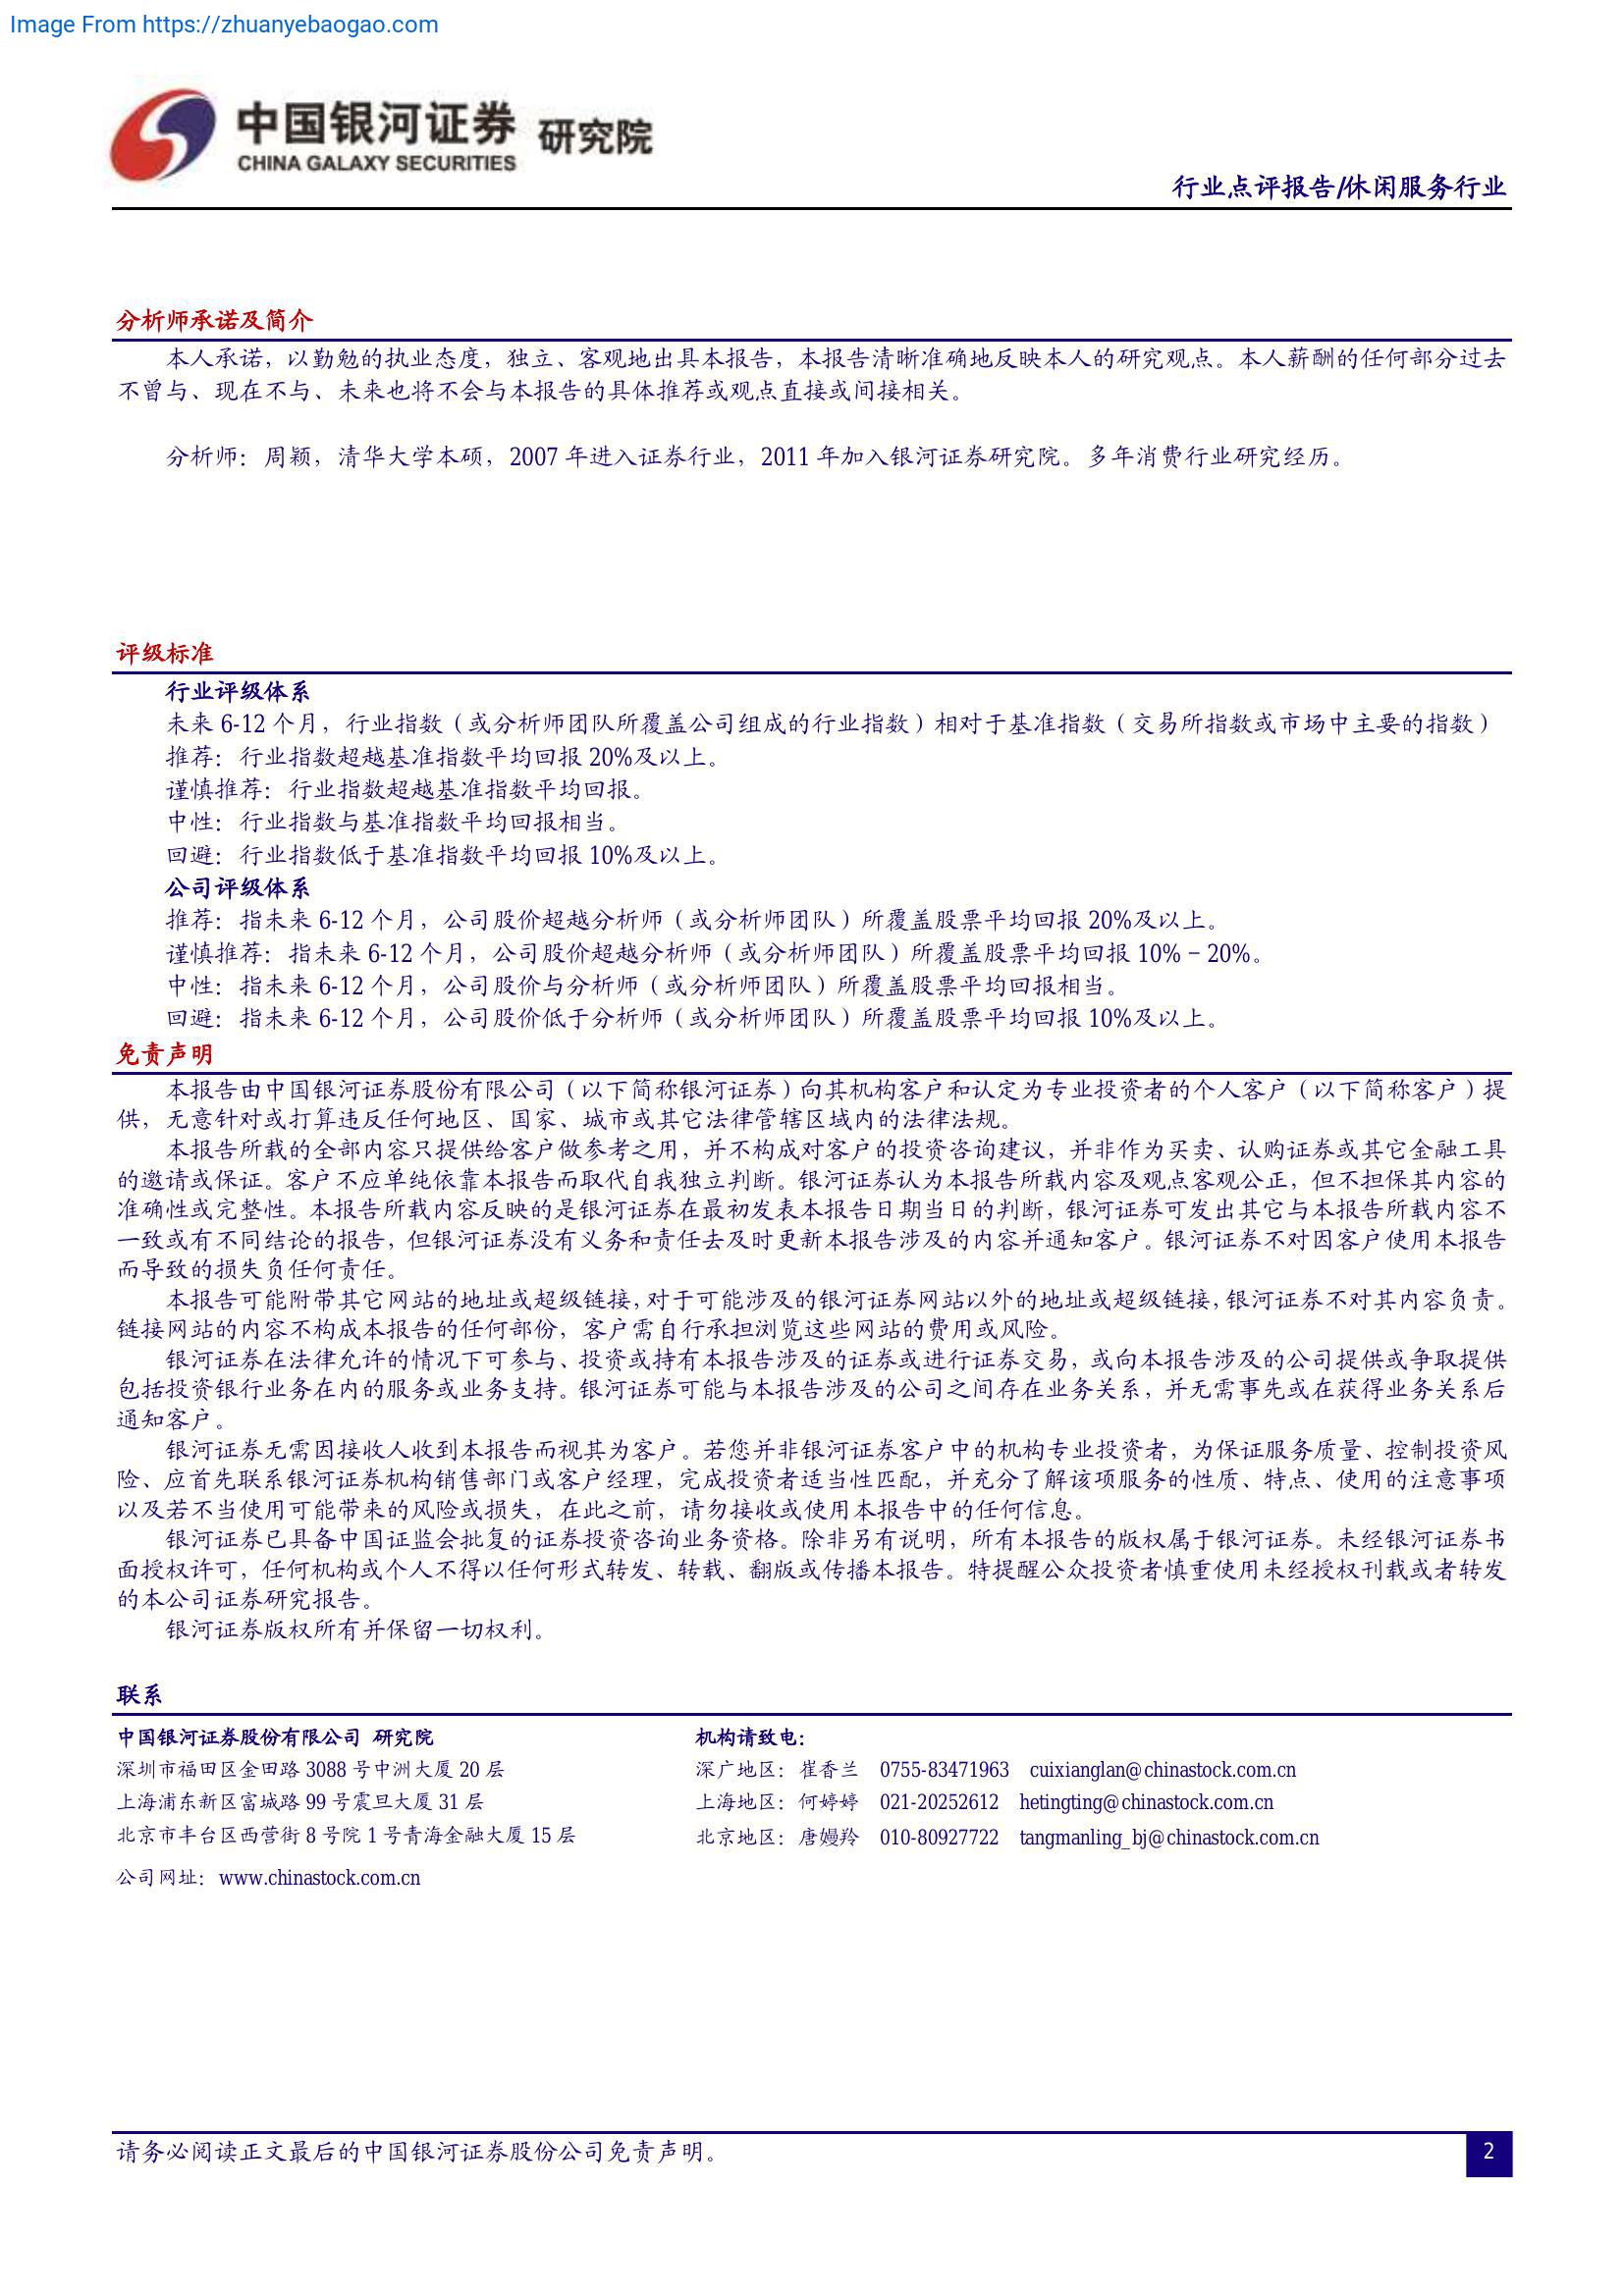 Image From https://zhuanyebaogao.com
中国银河证券 研究院
CHINA GALAXY SECURITIES
行业点评报告/休闲服务行业
分析师承诺及简介
本人承诺，以勤勉的执业态度，独立、客观地出具本报告，本报告清晰准确地反映本人的研究观点。本人薪酬的任何部分过去
不曾与、现在不与、未来也将不会与本报告的具体推荐或观点直接或间接相关。
分析师：周颖，清华大学本硕，2007 年进入证券行业，2011 年加入银河证券研究院。多年消费行业研究经历。
评级标准
行业评级体系
未来 6-12 个月，行业指数（或分析师团队所覆盖公司组成的行业指数）相对于基准指数（交易所指数或市场中主要的指数）
推荐：行业指数超越基准指数平均回报 20%及以上。
谨慎推荐：行业指数超越基准指数平均回报。
中性：行业指数与基准指数平均回报相当。
回避：行业指数低于基准指数平均回报 10%及以上。
公司评级体系
推荐：指未来 6-12 个月，公司股价超越分析师（或分析师团队）所覆盖股票平均回报 20%及以上。
谨慎推荐：指未来 6-12 个月，公司股价超越分析师（或分析师团队）所覆盖股票平均回报 10%－20%。
中性：指未来 6-12 个月，公司股价与分析师（或分析师团队）所覆盖股票平均回报相当。
回避：指未来 6-12 个月，公司股价低于分析师（或分析师团队）所覆盖股票平均回报 10%及以上。
免责声明
本报告由中国银河证券股份有限公司（以下简称银河证券）向其机构客户和认定为专业投资者的个人客户（以下简称客户）提
供，无意针对或打算违反任何地区、国家、城市或其它法律管辖区域内的法律法规。
本报告所载的全部内容只提供给客户做参考之用，并不构成对客户的投资咨询建议，并非作为买卖、认购证券或其它金融工具
的邀请或保证。客户不应单纯依靠本报告而取代自我独立判断。银河证券认为本报告所载内容及观点客观公正，但不担保其内容的
准确性或完整性。本报告所载内容反映的是银河证券在最初发表本报告日期当日的判断，银河证券可发出其它与本报告所载内容不
一致或有不同结论的报告，但银河证券没有义务和责任去及时更新本报告涉及的内容并通知客户。银河证券不对因客户使用本报告
而导致的损失负任何责任。
本报告可能附带其它网站的地址或超级链接，对于可能涉及的银河证券网站以外的地址或超级链接，银河证券不对其内容负责。
链接网站的内容不构成本报告的任何部份，客户需自行承担浏览这些网站的费用或风险。
银河证券在法律允许的情况下可参与、投资或持有本报告涉及的证券或进行证券交易，或向本报告涉及的公司提供或争取提供
包括投资银行业务在内的服务或业务支持。银河证券可能与本报告涉及的公司之间存在业务关系，并无需事先或在获得业务关系后
通知客户。
银河证券无需因接收人收到本报告而视其为客户。若您并非银河证券客户中的机构专业投资者，为保证服务质量、控制投资风
险、应首先联系银河证券机构销售部门或客户经理，完成投资者适当性匹配，并充分了解该项服务的性质、特点、使用的注意事项
以及若不当使用可能带来的风险或损失，在此之前，请勿接收或使用本报告中的任何信息。
银河证券已具备中国证监会批复的证券投资咨询业务资格。除非另有说明，所有本报告的版权属于银河证券。未经银河证券书
面授权许可，任何机构或个人不得以任何形式转发、转载、翻版或传播本报告。特提醒公众投资者慎重使用未经授权刊载或者转发
的本公司证券研究报告。
银河证券版权所有并保留一切权利。
联系
中国银河证券股份有限公司 研究院 机构请致电：
深圳市福田区金田路 3088 号中洲大厦 20 层 深广地区：崔香兰 0755-83471963 cuixianglan@chinastock.com.cn
上海浦东新区富城路 99 号震旦大厦 31 层 上海地区：何婷婷 021-20252612 hetingting@chinastock.com.cn
北京市丰台区西营街 8 号院 1 号青海金融大厦 15 层 北京地区：唐嫚羚 010-80927722 tangmanling_bj@chinastock.com.cn
公司网址：www.chinastock.com.cn
请务必阅读正文最后的中国银河证券股份公司免责声明。 2